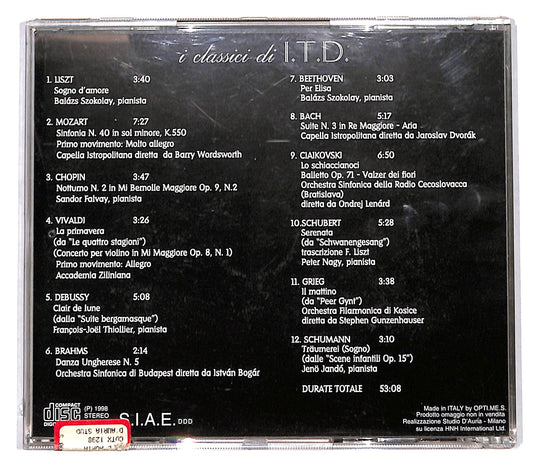 i classici di I.T.D.
1. LISZT 3:40
Sogno d'amore
Balázs Szokolay, pianista
2. MOZART 7:27
Sinfonia N. 40 in sol minore, K.550
Primo movimento: Molto allegro
Capella Istropolitana diretta da Barry Wordsworth
3. CHOPIN 3:47
Notturno N. 2 in Mi Bemolle Maggiore Op. 9, N.2
Sandor Falvay, pianista
4. VIVALDI 3:26
La primavera
(da "Le quattro stagioni")
(Concerto per violino in Mi Maggiore Op. 8, N. 1)
Primo movimento: Allegro
Accademia Ziliniana
5. DEBUSSY 5:08
Clair de lune
(dalla "Suite bergamasque")
François-Joël Thiollier, pianista
6. BRAHMS 2:14
Danza Ungherese N. 5
Orchestra Sinfonica di Budapest diretta da István Bogár
7. BEETHOVEN 3:03
Per Elisa
Balázs Szokolay, pianista
8. BACH 5:17
Suite N. 3 in Re Maggiore - Aria
Capella Istropolitana diretta da Jaroslav Dvorák
9. CIAIKOVSKI 6:50
Lo schiaccianoci
Balletto Op. 71 - Valzer dei fiori
Orchestra Sinfonica della Radio Cecoslovacca
(Bratislava)
diretta da Ondrej Lenárd
10. SCHUBERT 5:28
Serenata
(da "Schwanengesang")
trascrizione F. Liszt
Peter Nagy, pianista
11. GRIEG 3:38
Il mattino
(da "Peer Gynt")
Orchestra Filarmonica di Kosice
diretta da Stephen Gunzenhauser
12. SCHUMANN 3:10
Träumerei (Sogno)
(dalle "Scene infantili Op. 15")
Jenö Jandó, pianista
DURATE TOTALE 53:08
COMPACT
disc
(P) 1998
STEREO
S.I.A.E. DDD
CDTX 1298
D'AURIA STUD
Made in ITALY by OPTI.ME.S.
Prodotto omaggio non in vendita
Realizzazione Studio D'Auria - Milano
su licenza HNH International Ltd.